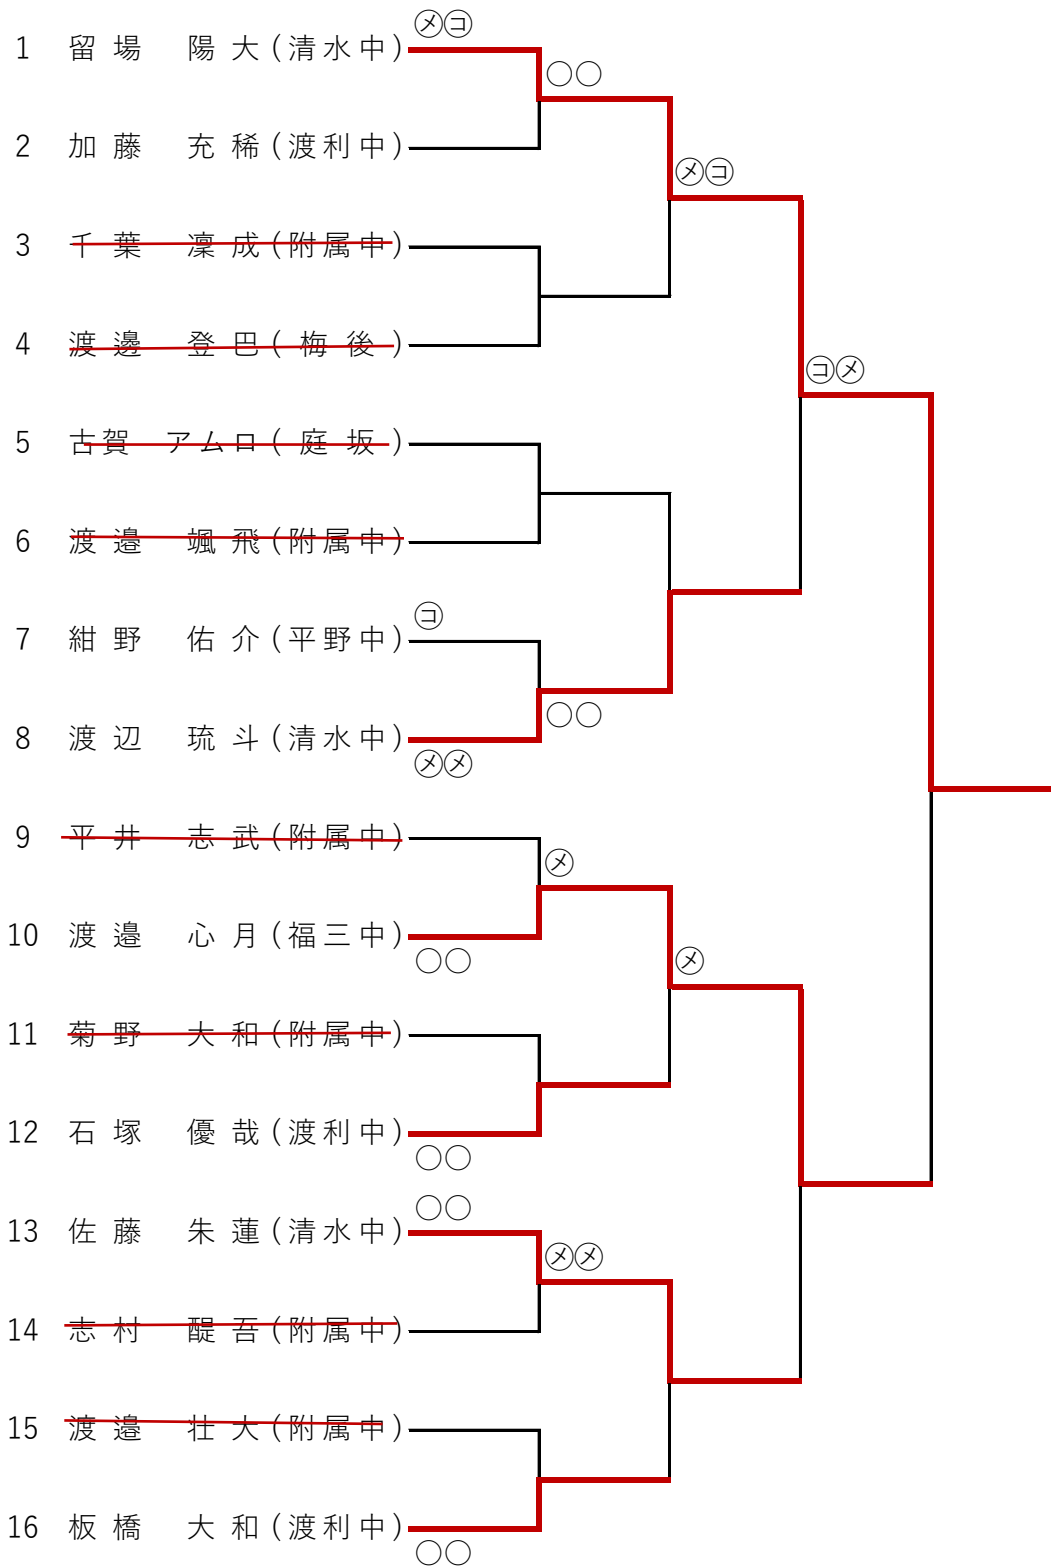 ㋱㋙
1 留場 陽大(清水中)
○○
2 加藤 充稀(渡利中)
㋱㋙
3 千葉 凜成(附属中)
4 渡邊 登巴(梅後)
㋙㋱
5 古賀 アムロ(庭坂)
6 渡邉 颯飛(附属中)
㋙
7 紺野 佑介(平野中)
○○
8 渡辺 琉斗(清水中)
㋱㋱
9 平井 志武(附属中)
㋱
10 渡邉 心月(福三中)
○○
㋱
11 菊野 大和(附属中)
12 石塚 優哉(渡利中)
○○
○○
13 佐藤 朱蓮(清水中)
㋱㋱
14 志村 醍吾(附属中)
15 渡邉 壮大(附属中)
16 板橋 大和(渡利中)
○○